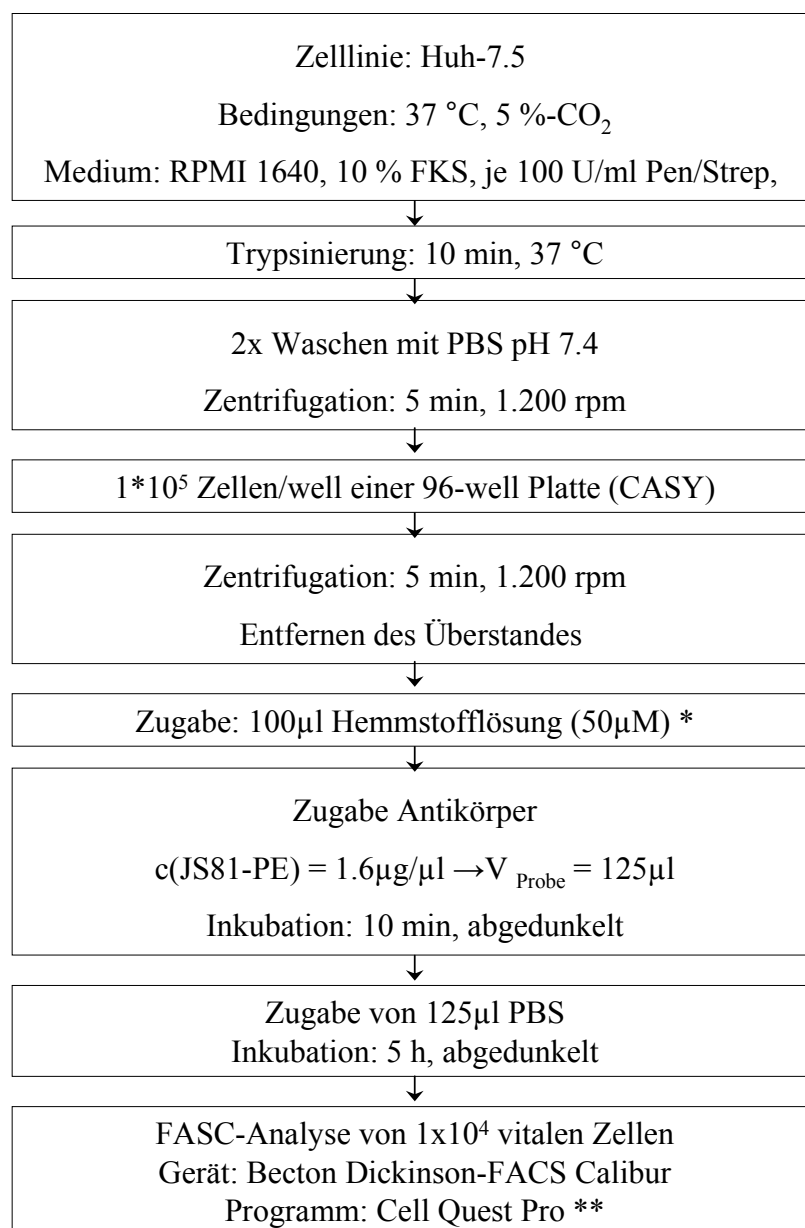 Zelllinie: Huh-7.5
Bedingungen: 37 °C, 5 %-CO₂
Medium: RPMI 1640, 10 % FKS, je 100 U/ml Pen/Strep,
Trypsinierung: 10 min, 37 °C
2x Waschen mit PBS pH 7.4
Zentrifugation: 5 min, 1.200 rpm
1*10⁵ Zellen/well einer 96-well Platte (CASY)
Zentrifugation: 5 min, 1.200 rpm
Entfernen des Überstandes
Zugabe: 100µl Hemmstofflösung (50µM) *
Zugabe Antikörper
c(JS81-PE) = 1.6µg/µl →V Probe = 125µl
Inkubation: 10 min, abgedunkelt
Zugabe von 125µl PBS
Inkubation: 5 h, abgedunkelt
FASC-Analyse von 1x10⁴ vitalen Zellen
Gerät: Becton Dickinson-FACS Calibur
Programm: Cell Quest Pro **